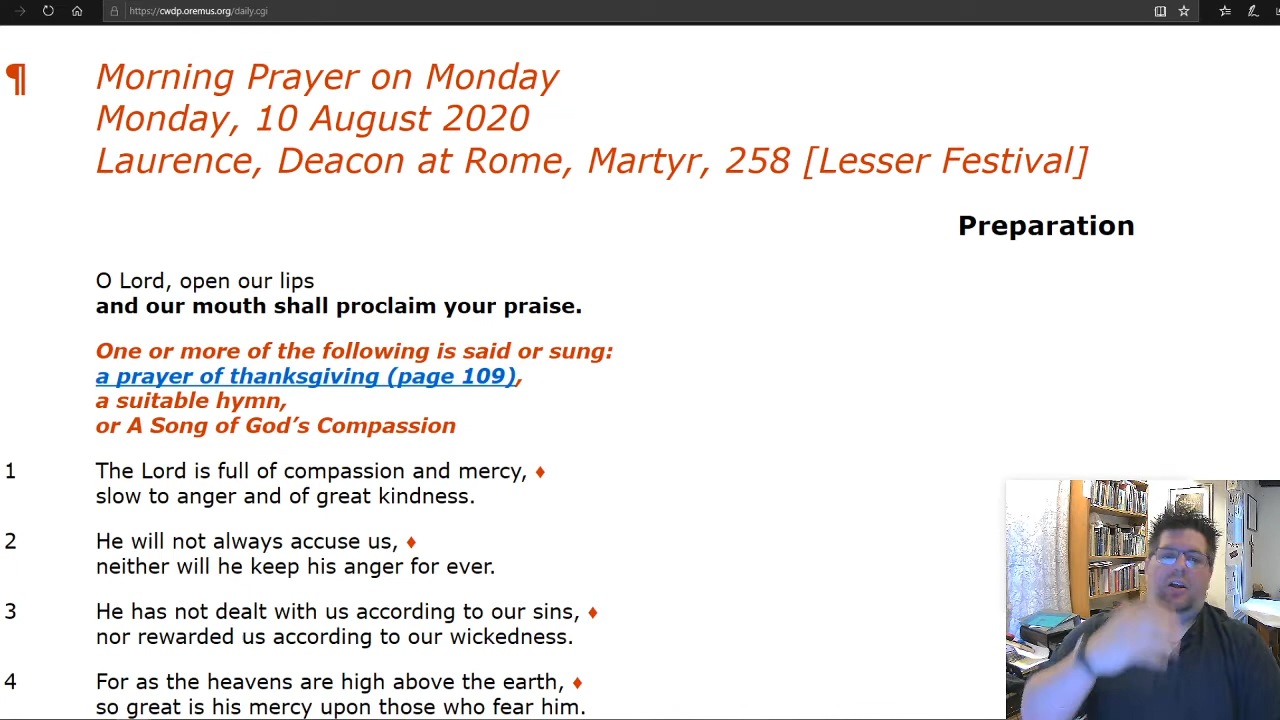 https://cwdp.oremus.org/daily.cgi
¶ Morning Prayer on Monday
Monday, 10 August 2020
Laurence, Deacon at Rome, Martyr, 258 [Lesser Festival]
Preparation
O Lord, open our lips
and our mouth shall proclaim your praise.
One or more of the following is said or sung:
a prayer of thanksgiving (page 109),
a suitable hymn,
or A Song of God’s Compassion
1 The Lord is full of compassion and mercy, ♦
slow to anger and of great kindness.
2 He will not always accuse us, ♦
neither will he keep his anger for ever.
3 He has not dealt with us according to our sins, ♦
nor rewarded us according to our wickedness.
4 For as the heavens are high above the earth, ♦
so great is his mercy upon those who fear him.